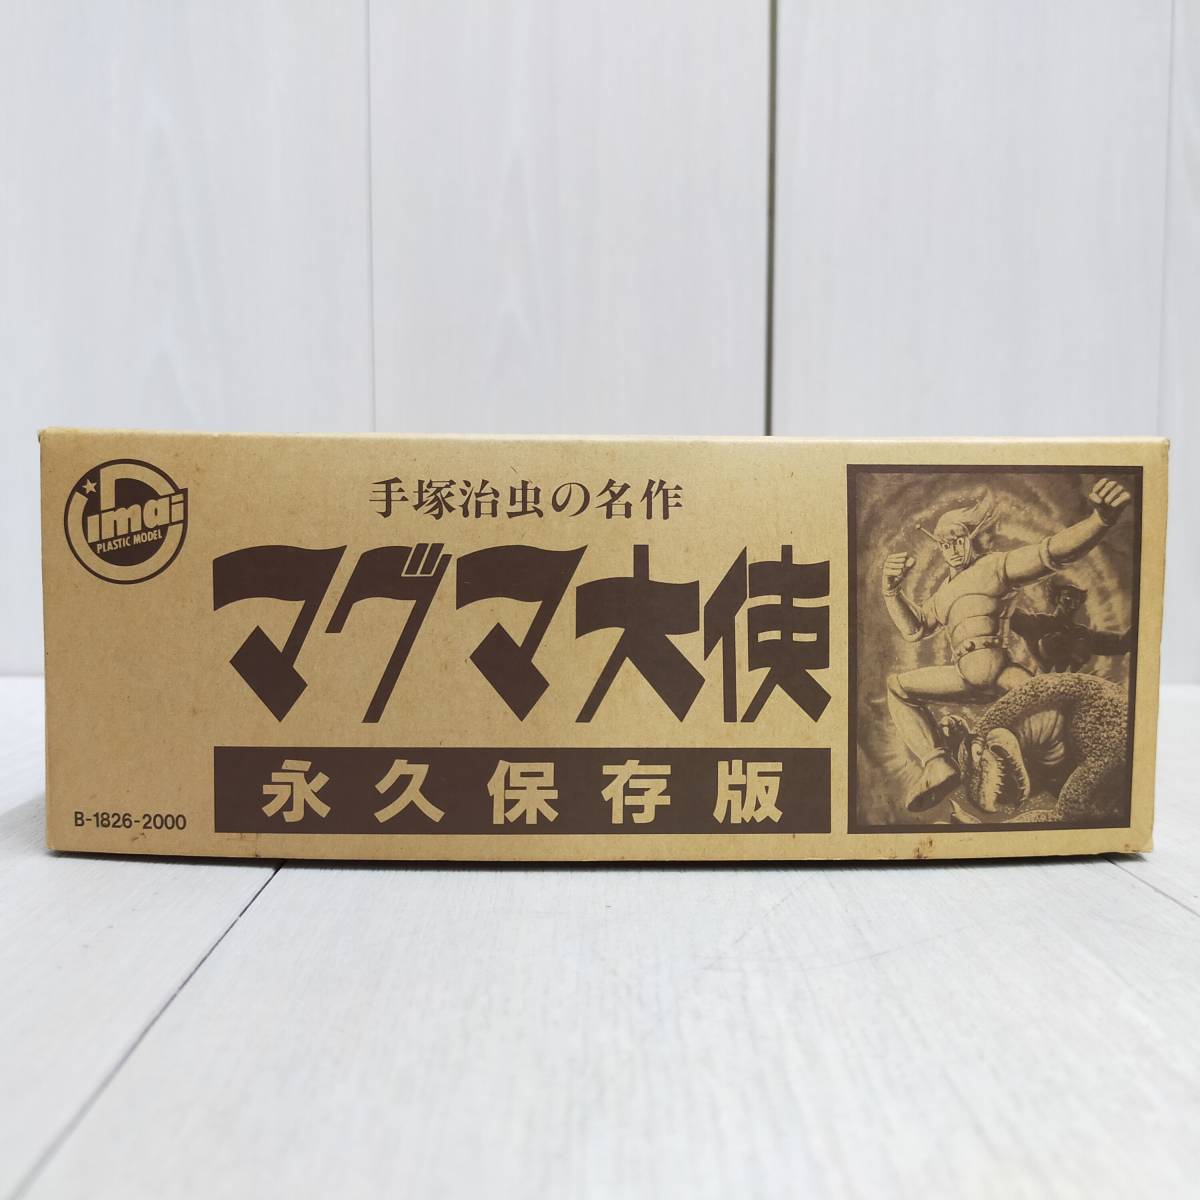 imai
PLASTIC MODEL
手塚治虫の名作
マグマ大使
永久保存版
B-1826-2000